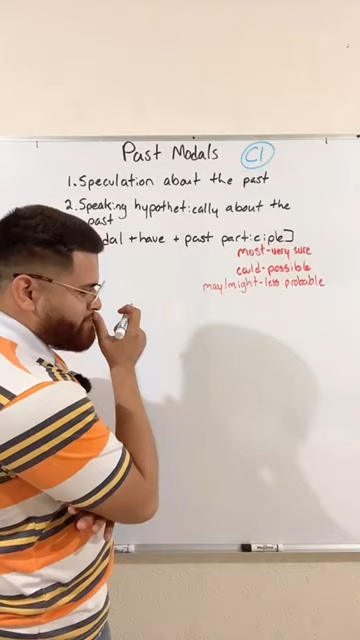 Past Modals C1
1. Speculation about the past
2. Speaking hypothetically about the
past
dal + have + past participle]
must-very sure
could-possible
may/might-less probable